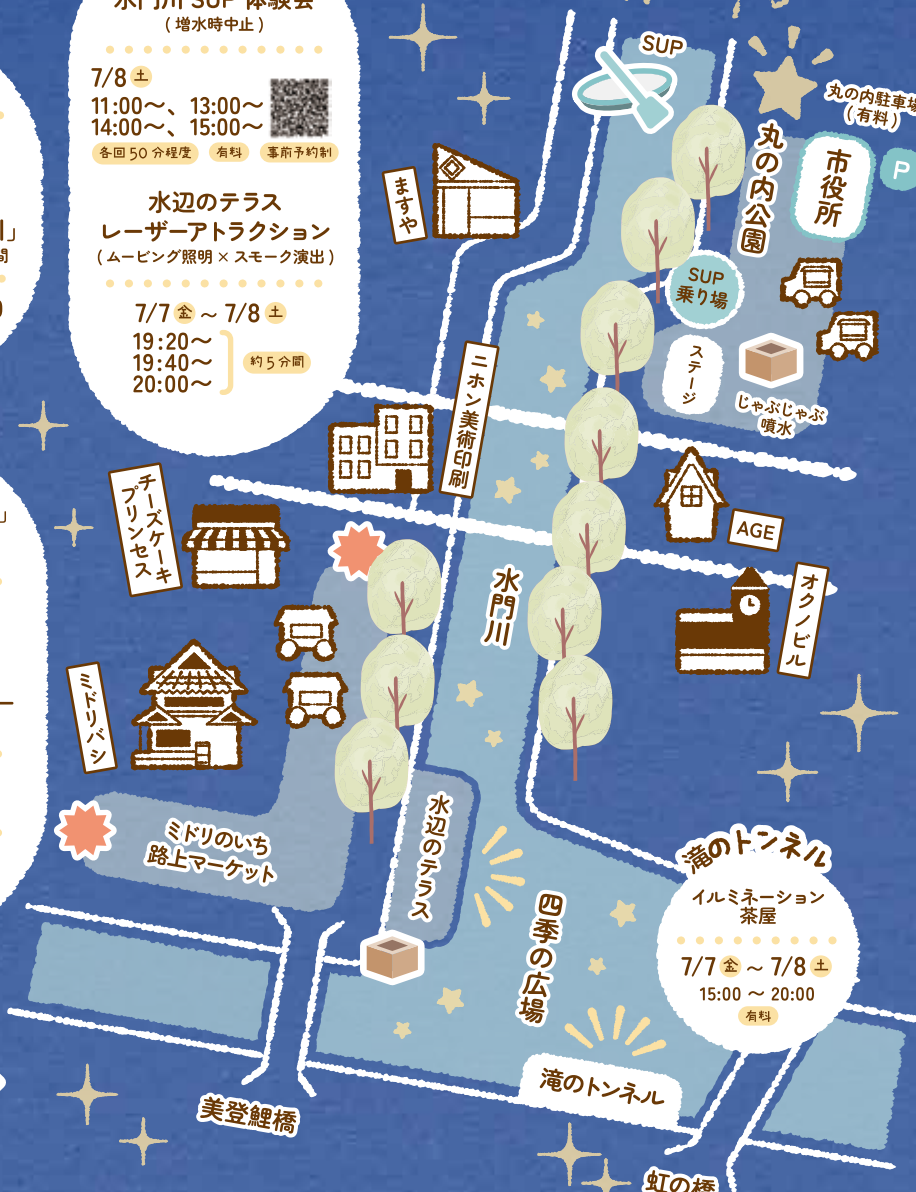 水門川 SUP 体験会
（増水時中止）
7/8 土
11:00〜、13:00〜
14:00〜、15:00〜
各回50分程度 有料 事前予約制
水辺のテラス
レーザーアトラクション
（ムービング照明×スモーク演出）
7/7 金 〜 7/8 土
19:20〜
19:40〜
20:00〜
約5分間
」
間
」
SUP
丸の内駐車場
（有料）
P
市役所
丸の内公園
SUP
乗り場
ステージ
じゃぶじゃぶ
噴水
ますや
ニホン美術印刷
チーズケーキ
プリンセス
AGE
オクノビル
水門川
ミドリバシ
ミドリのいち
路上マーケット
水辺のテラス
四季の広場
滝のトンネル
イルミネーション
茶屋
7/7 金 〜 7/8 土
15:00 〜 20:00
有料
滝のトンネル
美登鯉橋
虹の橋